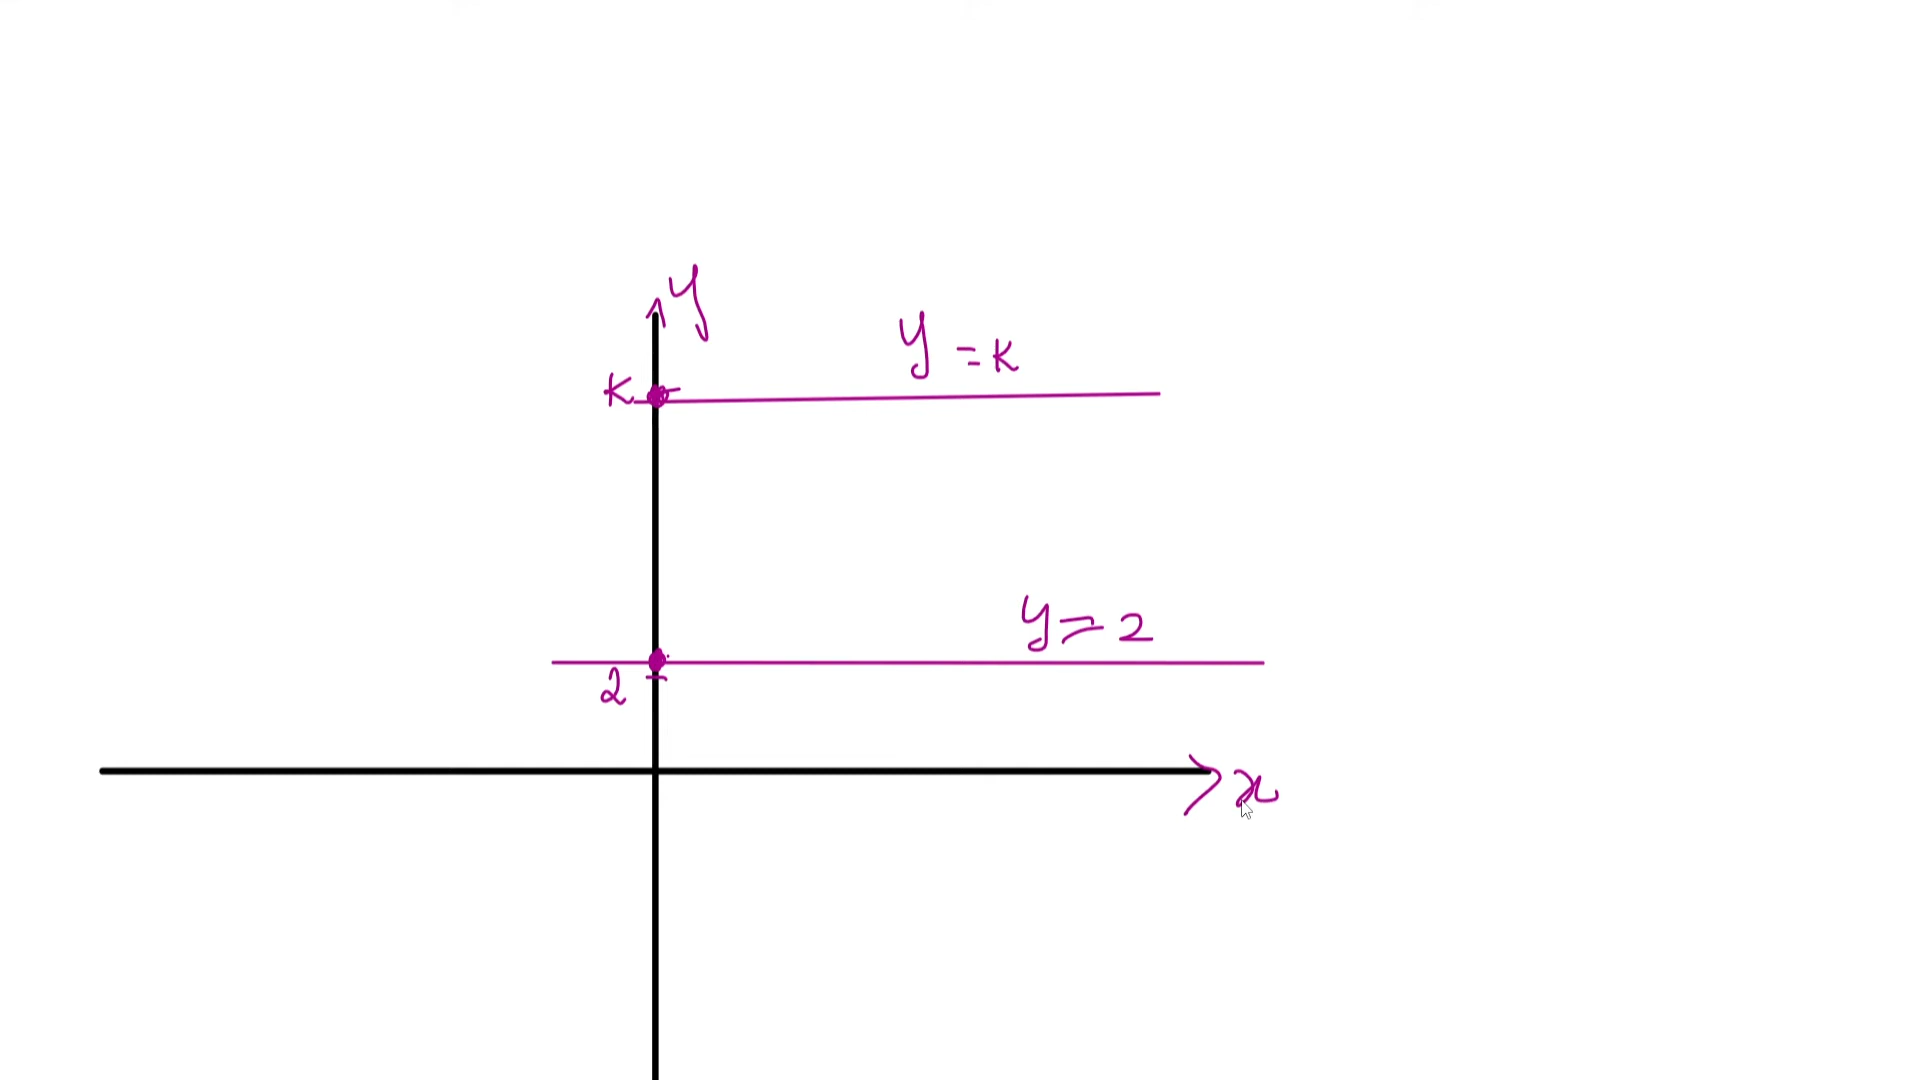 y
y = k
k
y = 2
2
x